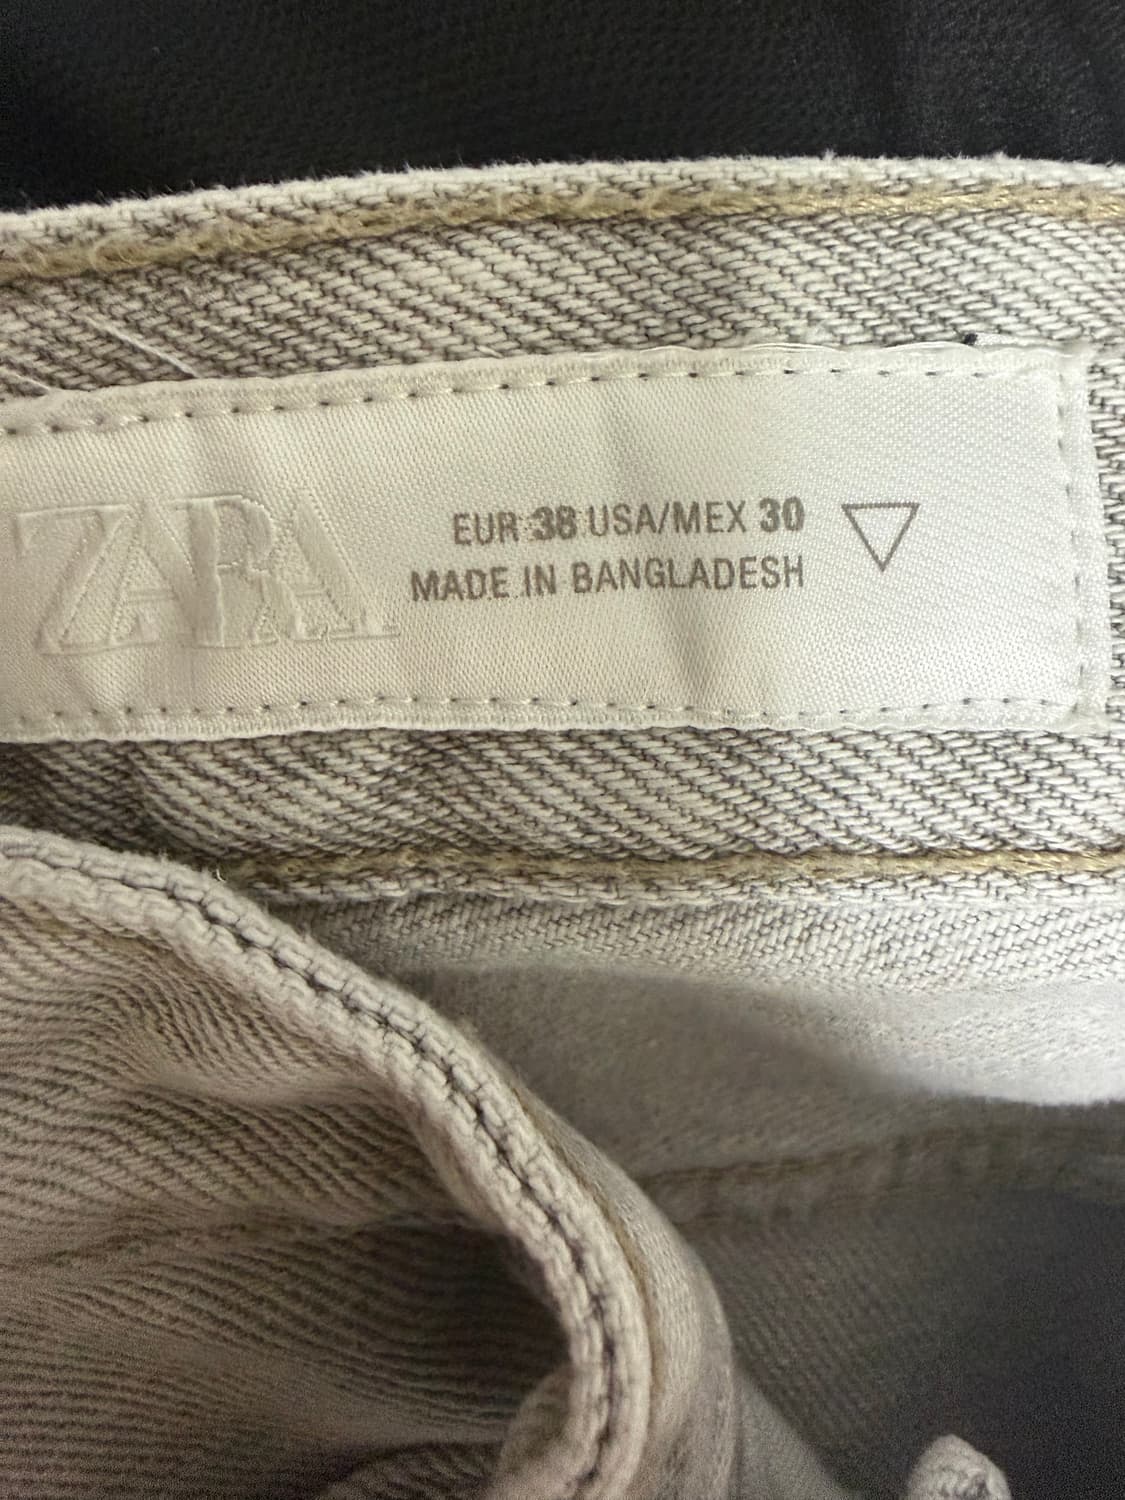 ZARA
EUR 38 USA/MEX 30
MADE IN BANGLADESH